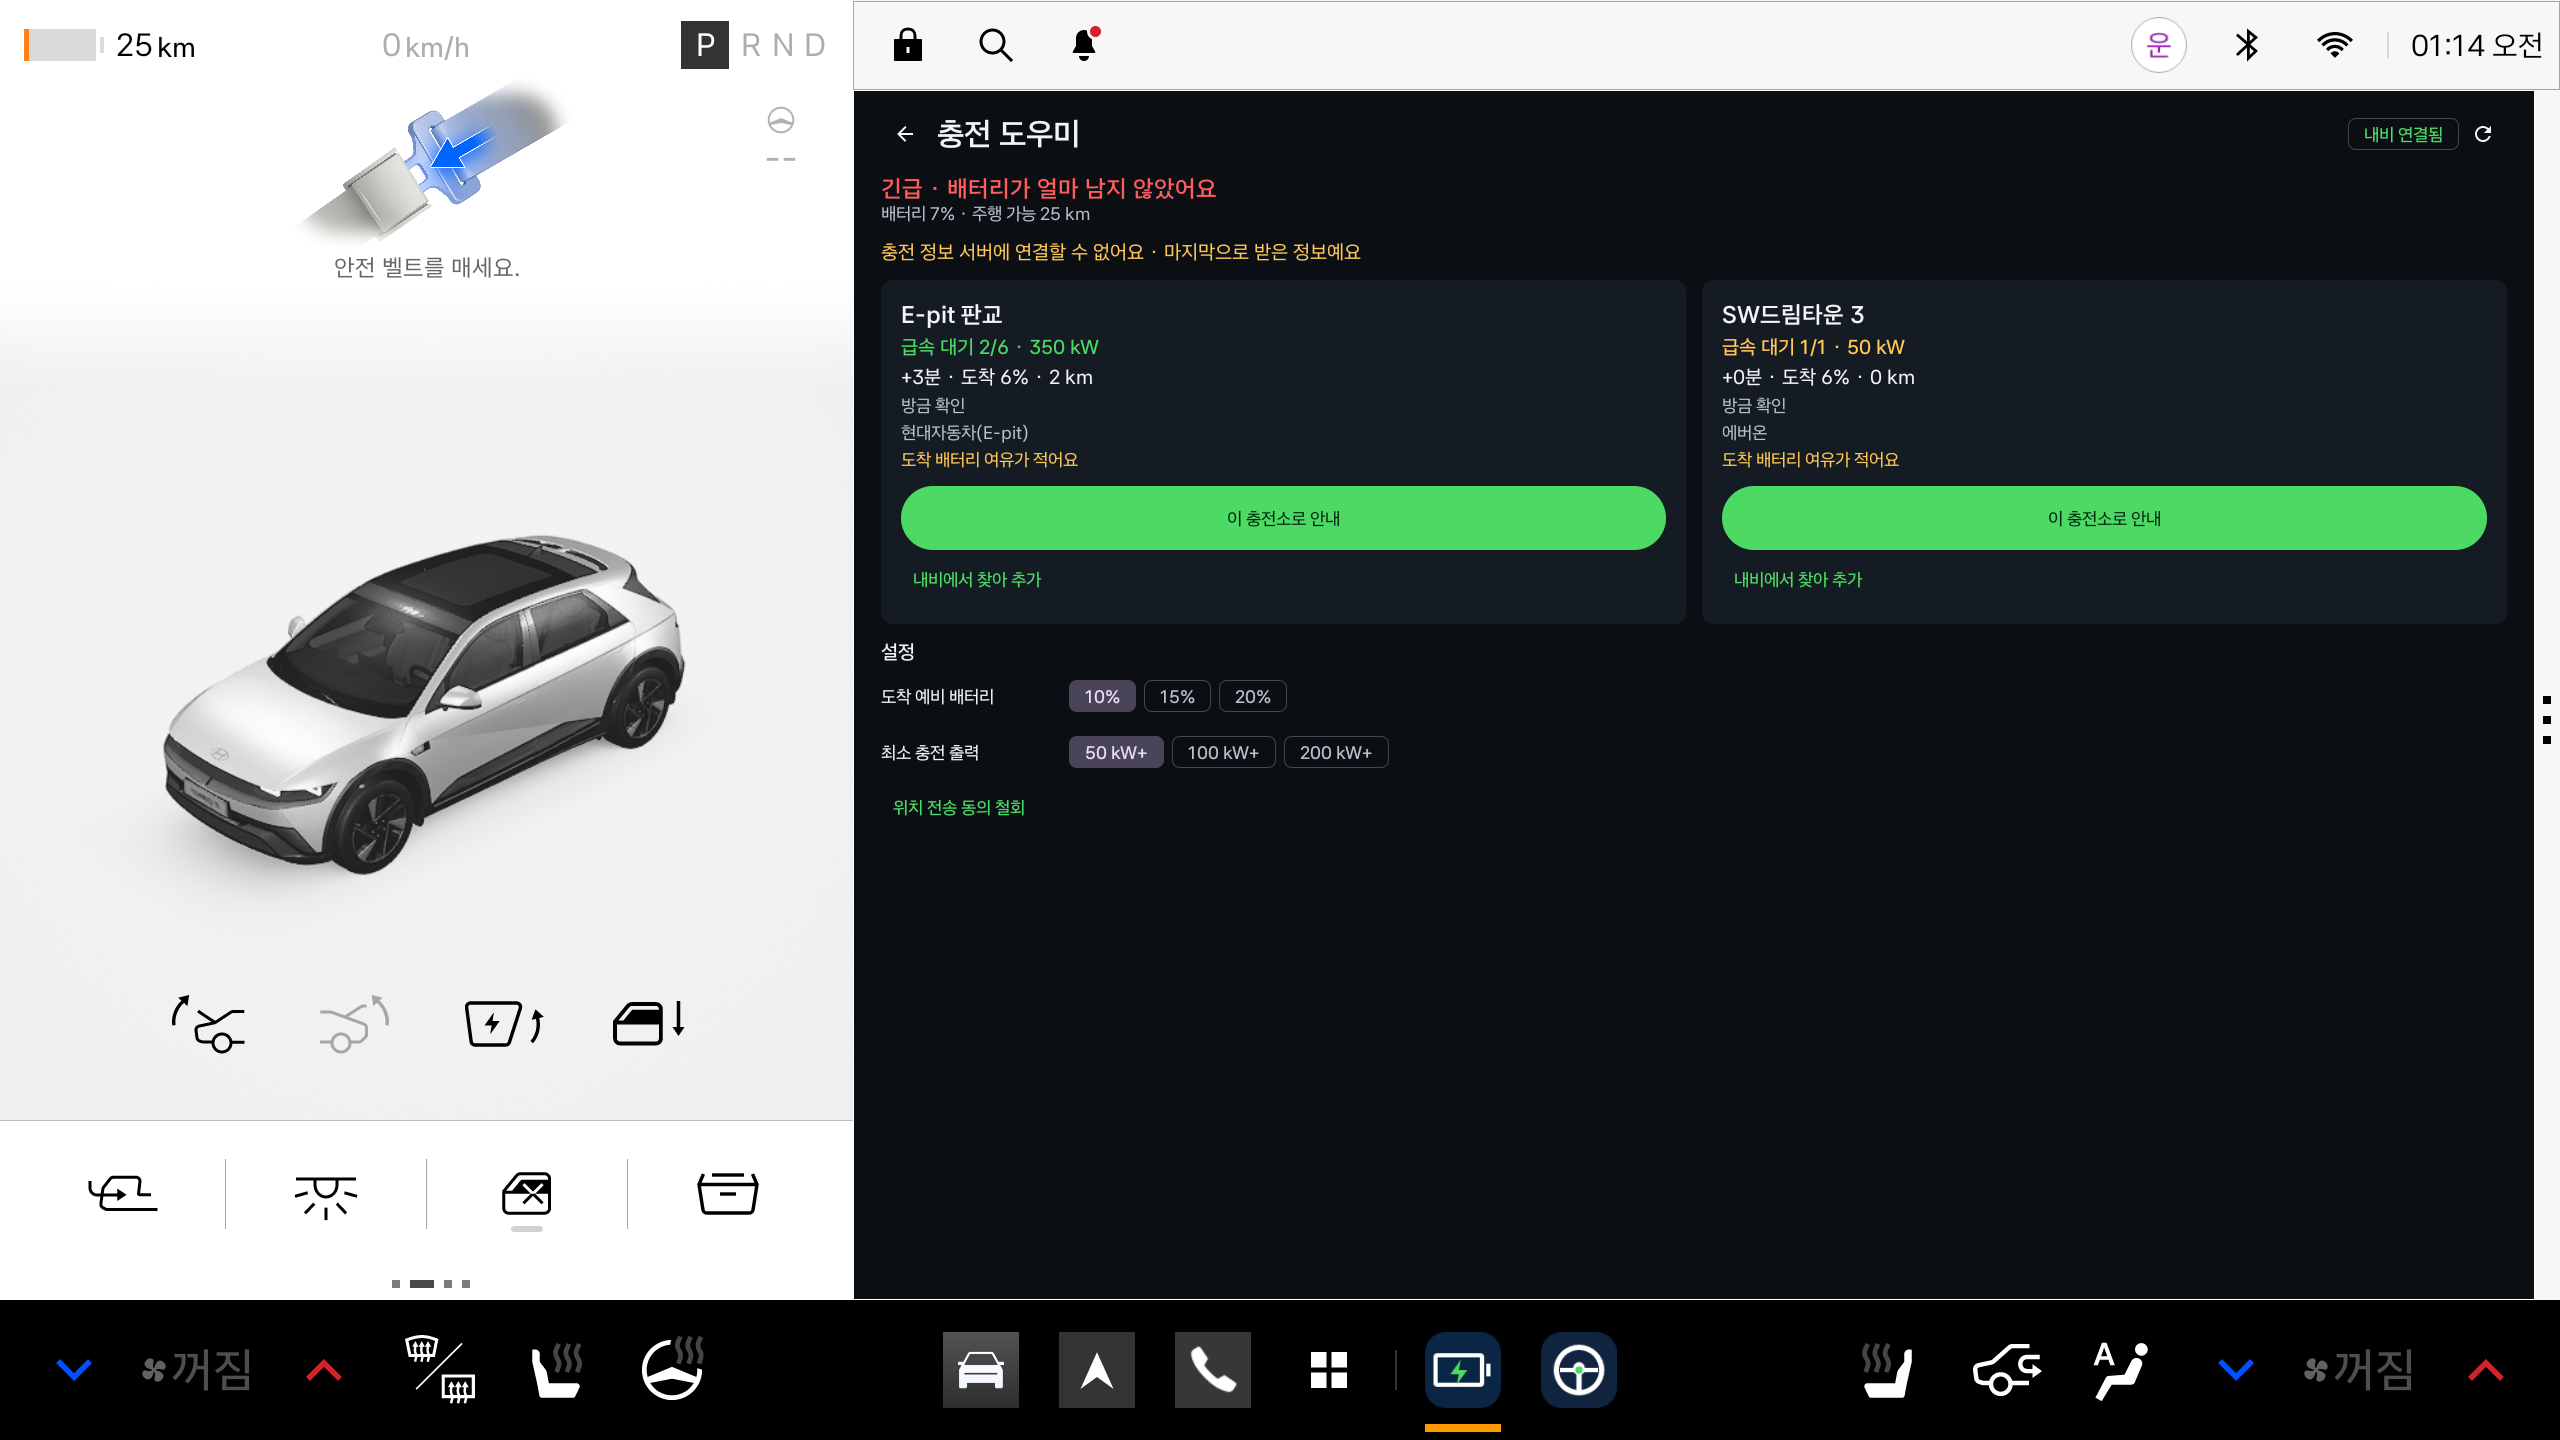 25 km
0 km/h
P R N D
운
01:14 오전
안전 벨트를 매세요.
충전 도우미
내비 연결됨
긴급 · 배터리가 얼마 남지 않았어요
배터리 7% · 주행 가능 25 km
충전 정보 서버에 연결할 수 없어요 · 마지막으로 받은 정보예요
E-pit 판교
급속 대기 2/6 · 350 kW
+3분 · 도착 6% · 2 km
방금 확인
현대자동차(E-pit)
도착 배터리 여유가 적어요
이 충전소로 안내
내비에서 찾아 추가
SW드림타운 3
급속 대기 1/1 · 50 kW
+0분 · 도착 6% · 0 km
방금 확인
에버온
도착 배터리 여유가 적어요
이 충전소로 안내
내비에서 찾아 추가
설정
도착 예비 배터리 10% 15% 20%
최소 충전 출력 50 kW+ 100 kW+ 200 kW+
위치 전송 동의 철회
꺼짐
A
꺼짐